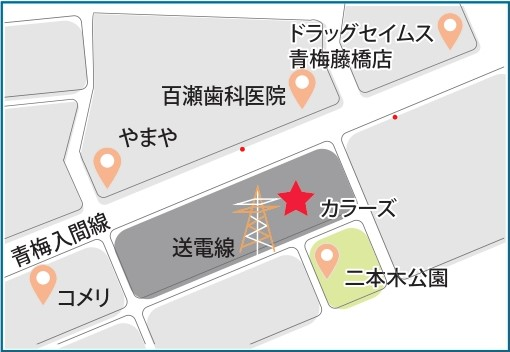 ドラッグセイムス
青梅藤橋店
百瀬歯科医院
やまや
カラーズ
青梅入間線
送電線
二本木公園
コメリ